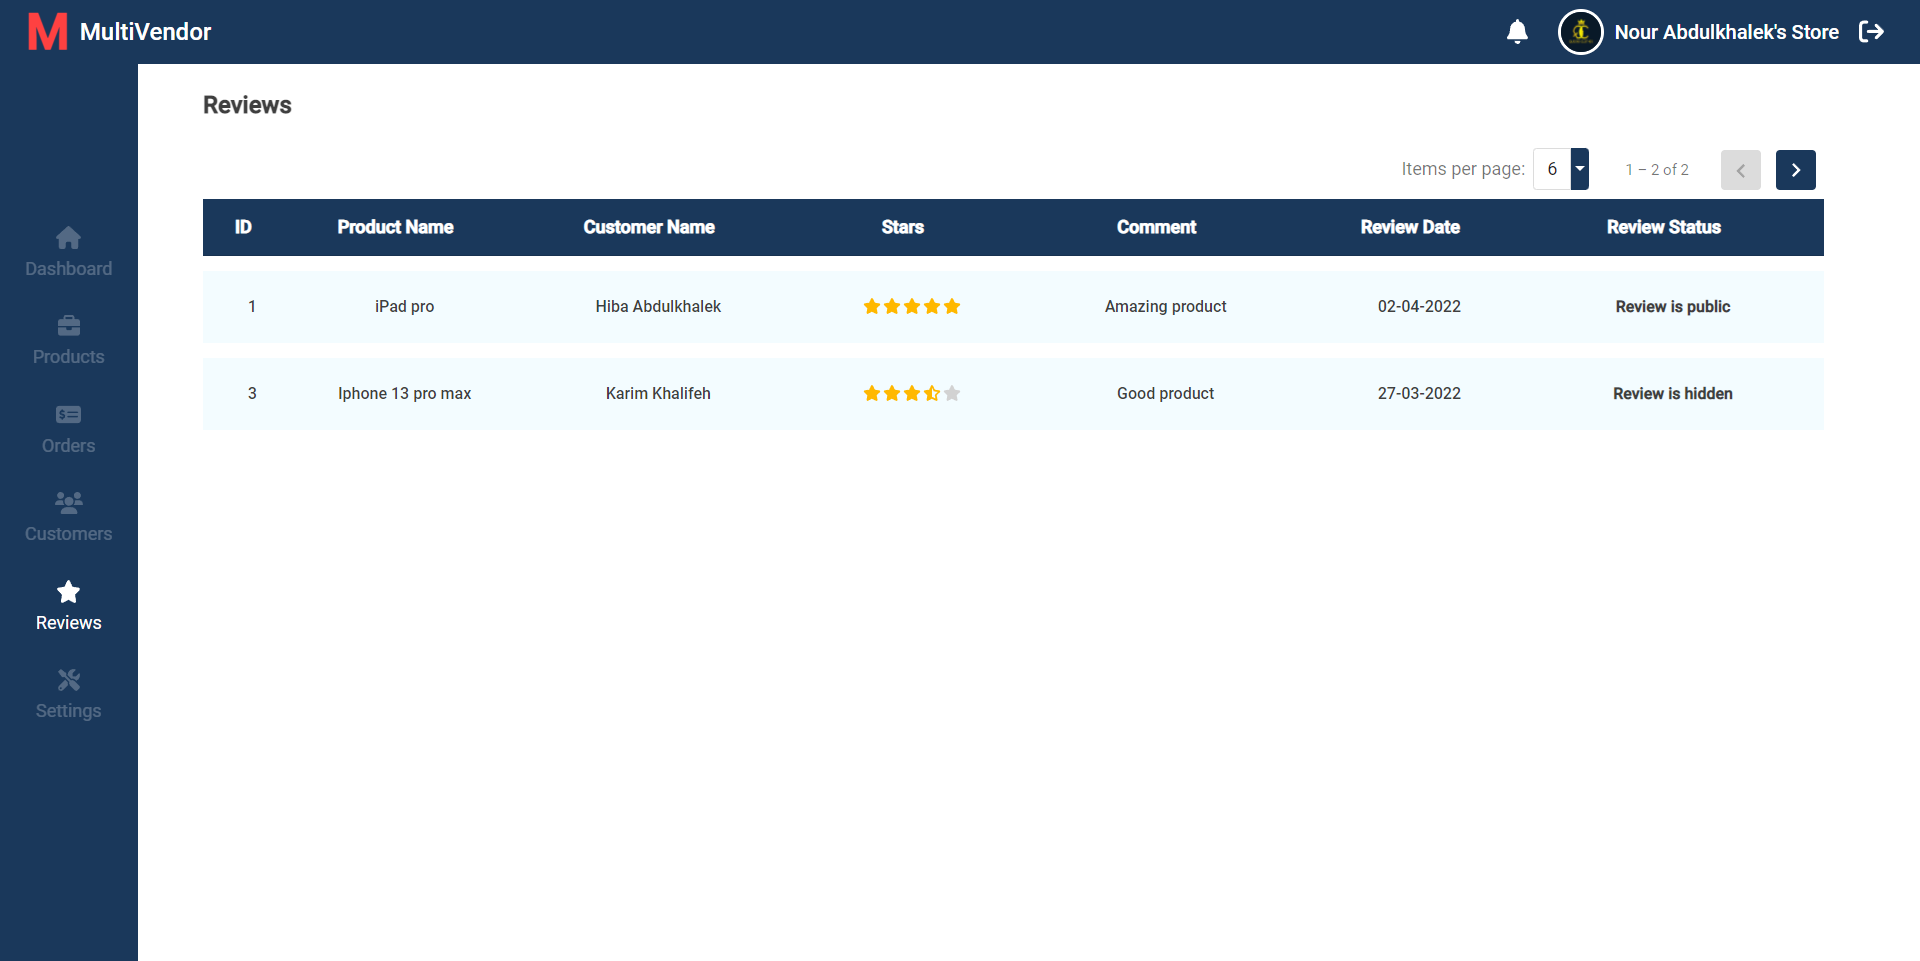 M MultiVendor
Nour Abdulkhalek's Store
Reviews
Items per page: 6 1 – 2 of 2
ID Product Name Customer Name Stars Comment Review Date Review Status
1 iPad pro Hiba Abdulkhalek Amazing product 02-04-2022 Review is public
3 Iphone 13 pro max Karim Khalifeh Good product 27-03-2022 Review is hidden
Dashboard
Products
Orders
Customers
Reviews
Settings